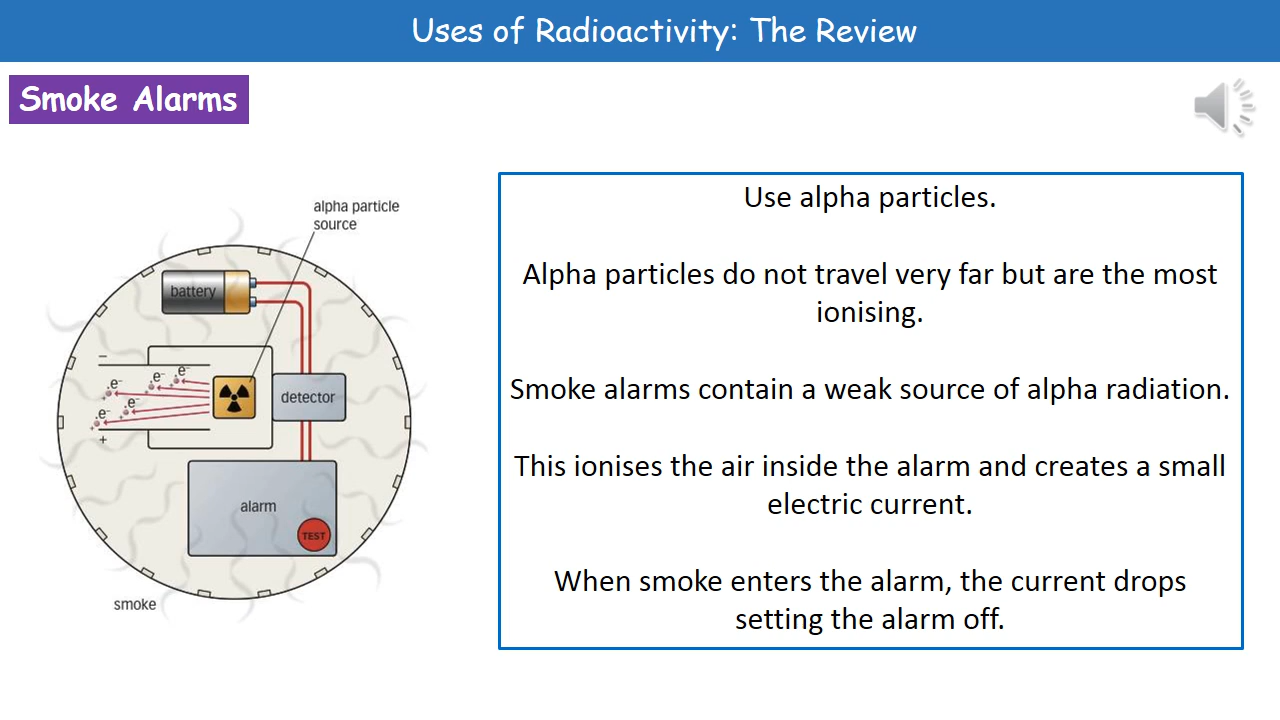 Uses of Radioactivity: The Review
Smoke Alarms
alpha particle
source
battery
−
e⁻
e⁻
.e⁻
e⁻
.e⁻
+
detector
alarm
TEST
smoke
Use alpha particles.
Alpha particles do not travel very far but are the most
ionising.
Smoke alarms contain a weak source of alpha radiation.
This ionises the air inside the alarm and creates a small
electric current.
When smoke enters the alarm, the current drops
setting the alarm off.